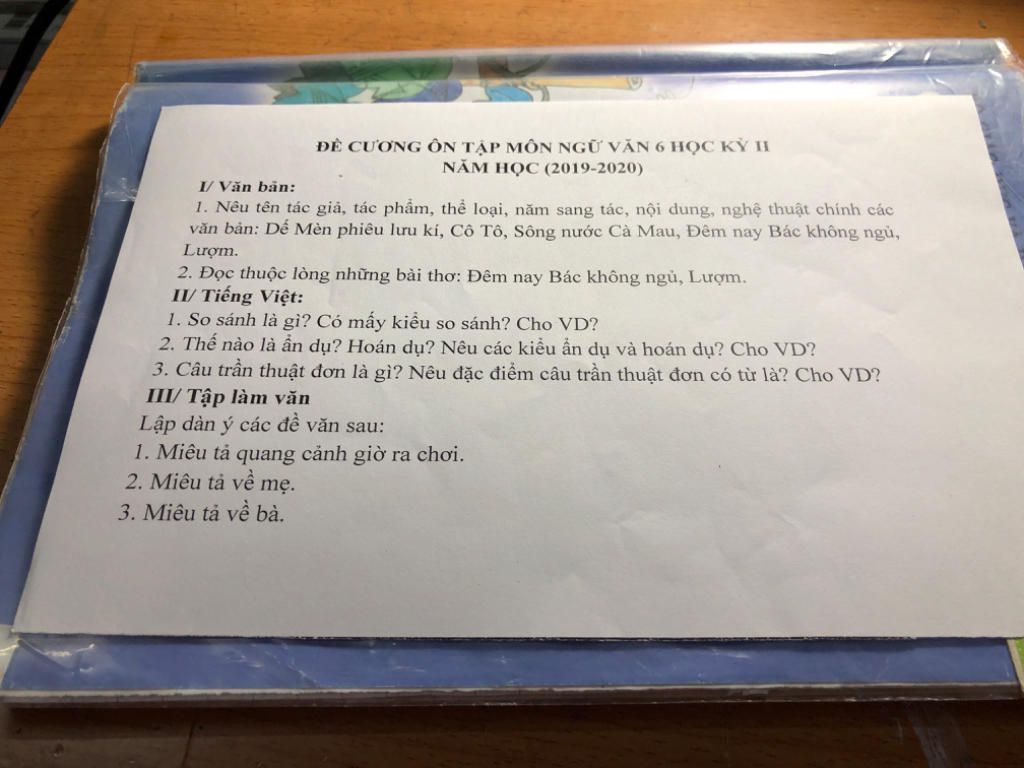 ĐỀ CƯƠNG ÔN TẬP MÔN NGỮ VĂN 6 HỌC KỲ II
NĂM HỌC (2019-2020)
I/ Văn bản:
1. Nêu tên tác giả, tác phẩm, thể loại, năm sang tác, nội dung, nghệ thuật chính các
văn bản: Dế Mèn phiêu lưu kí, Cô Tô, Sông nước Cà Mau, Đêm nay Bác không ngủ,
Lượm.
2. Đọc thuộc lòng những bài thơ: Đêm nay Bác không ngủ, Lượm.
II/ Tiếng Việt:
1. So sánh là gì? Có mấy kiểu so sánh? Cho VD?
2. Thế nào là ẩn dụ? Hoán dụ? Nêu các kiểu ẩn dụ và hoán dụ? Cho VD?
3. Câu trần thuật đơn là gì? Nêu đặc điểm câu trần thuật đơn có từ là? Cho VD?
III/ Tập làm văn
Lập dàn ý các đề văn sau:
1. Miêu tả quang cảnh giờ ra chơi.
2. Miêu tả về mẹ.
3. Miêu tả về bà.